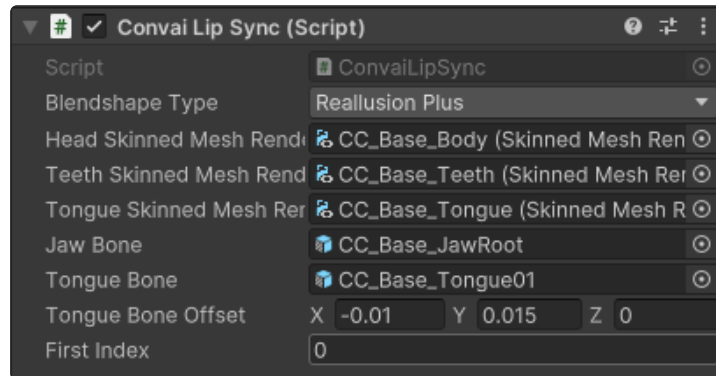 # Convai Lip Sync (Script)
Script # ConvaiLipSync
Blendshape Type Reallusion Plus
Head Skinned Mesh Rende CC_Base_Body (Skinned Mesh Ren
Teeth Skinned Mesh Rend CC_Base_Teeth (Skinned Mesh Rer
Tongue Skinned Mesh Rer CC_Base_Tongue (Skinned Mesh R
Jaw Bone CC_Base_JawRoot
Tongue Bone CC_Base_Tongue01
Tongue Bone Offset X -0.01 Y 0.015 Z 0
First Index 0